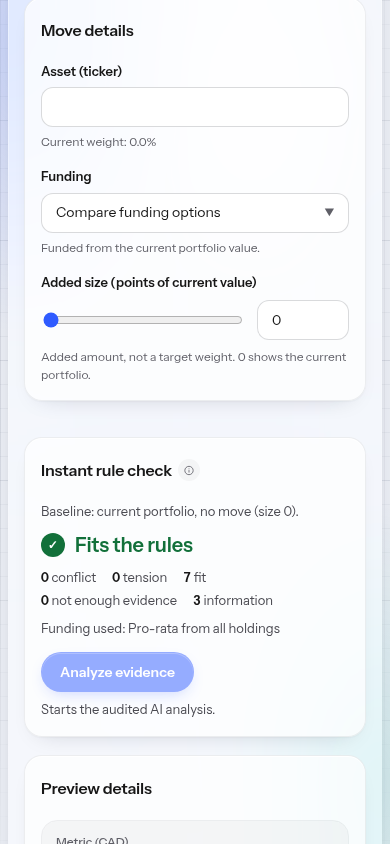 Move details
Asset (ticker)
Current weight: 0.0%
Funding
Compare funding options
Funded from the current portfolio value.
Added size (points of current value)
0
Added amount, not a target weight. 0 shows the current
portfolio.
Instant rule check
Baseline: current portfolio, no move (size 0).
Fits the rules
0 conflict 0 tension 7 fit
0 not enough evidence 3 information
Funding used: Pro-rata from all holdings
Analyze evidence
Starts the audited AI analysis.
Preview details
Metric (CAD)